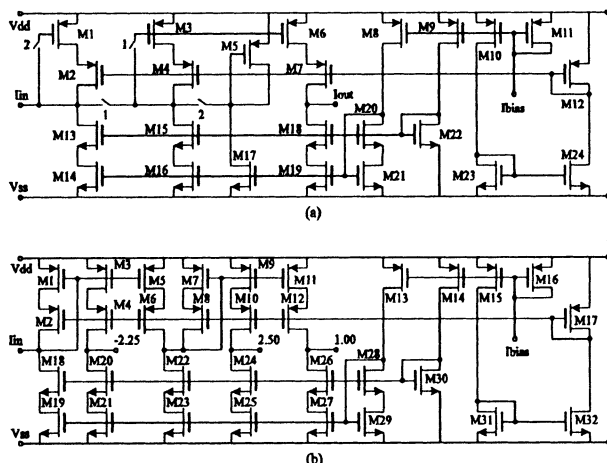 Vdd
2
M1
1
M3
M5
M6
M8
M9
M10
M11
M2
M4
M7
M12
Iin
1
2
Iout
Ibias
M13
M15
M18
M20
M22
M14
M16
M17
M19
M21
M23
M24
Vss
(a)
Vdd
M1
M3
M5
M7
M9
M11
M13
M14
M15
M16
M2
M4
M6
M8
M10
M12
M17
Iin
-2.25
2.50
1.00
Ibias
M18
M20
M22
M24
M26
M28
M30
M19
M21
M23
M25
M27
M29
M31
M32
Vss
(b)